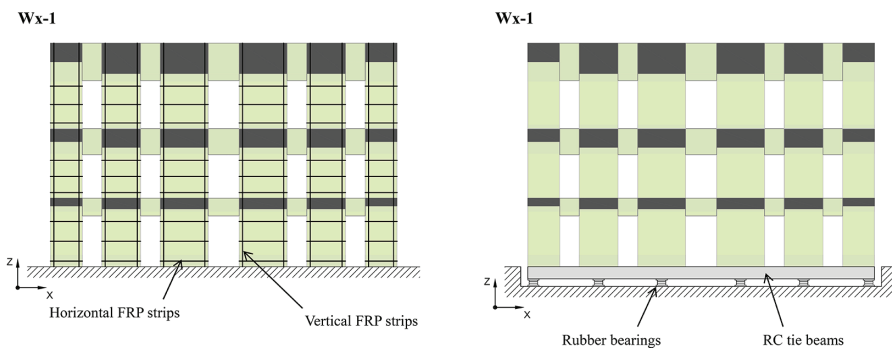 Wx-1
Wx-1
Z
X
Horizontal FRP strips
Vertical FRP strips
Z
X
Rubber bearings
RC tie beams